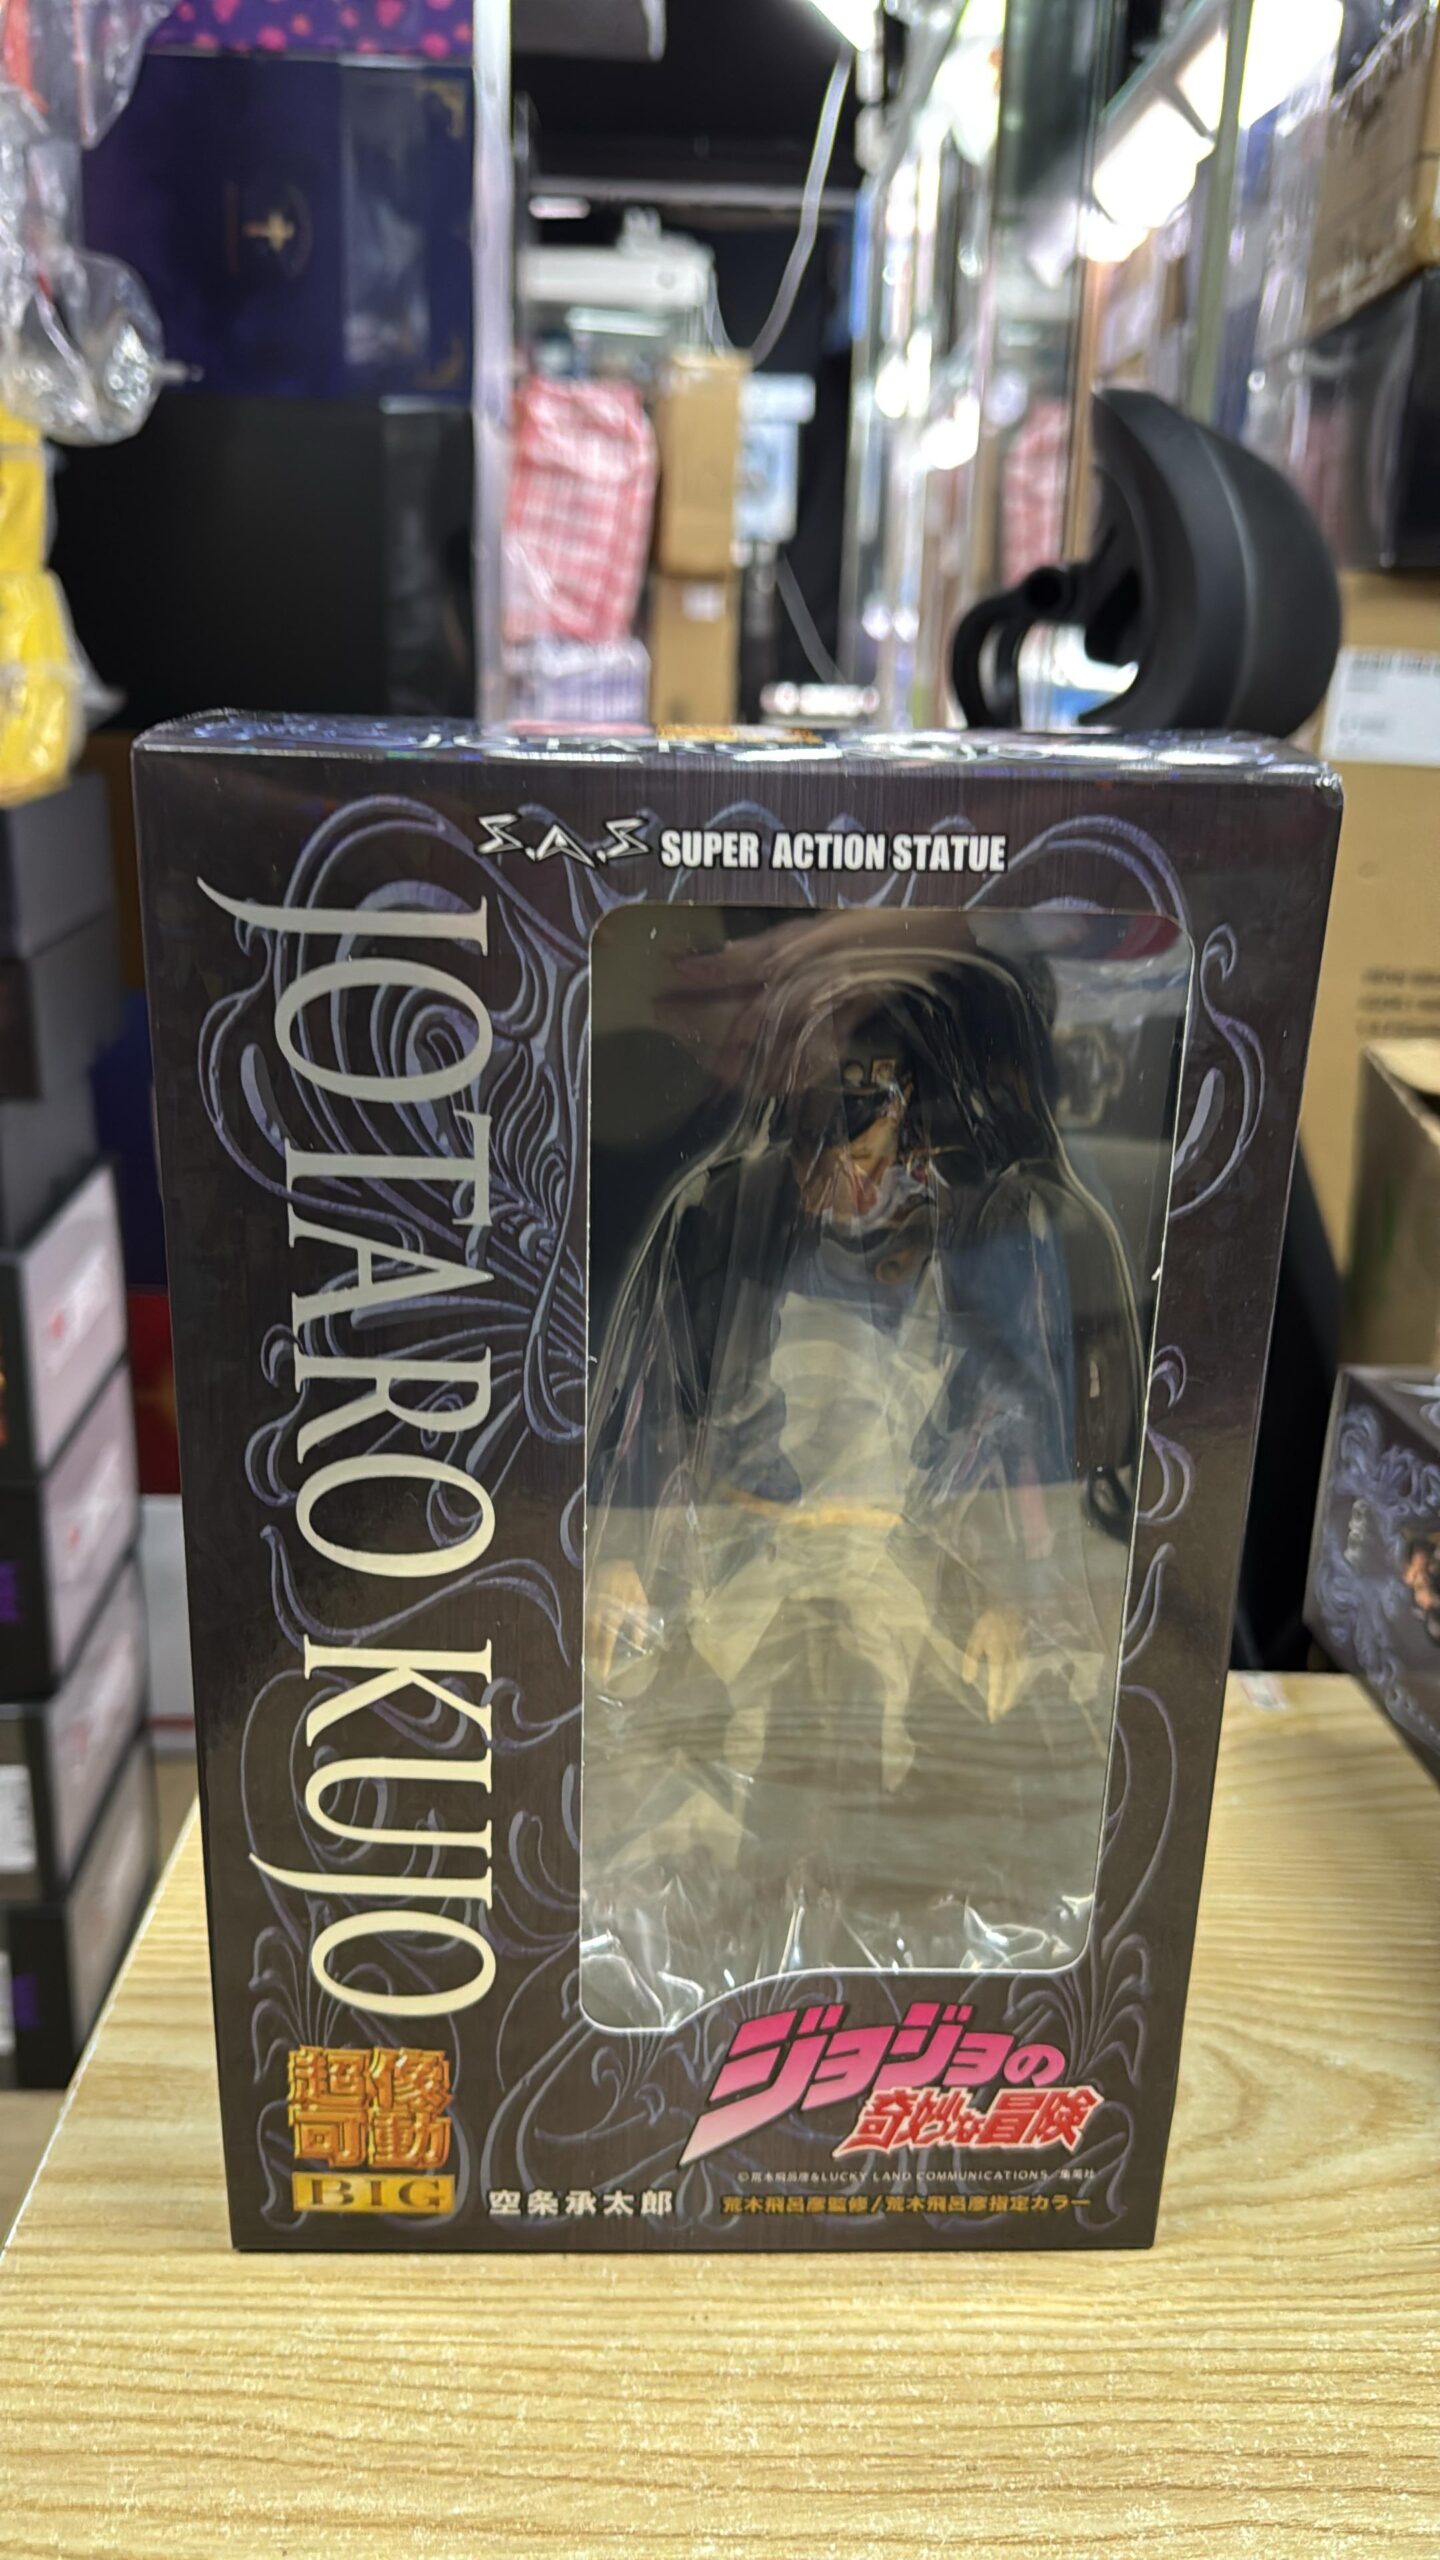 S.A.S SUPER ACTION STATUE
JOTARO KUJO
超像
可動
BIG
空条承太郎
ジョジョの
奇妙な冒険
©荒木飛呂彦&LUCKY LAND COMMUNICATIONS/集英社
荒木飛呂彦監修/荒木飛呂彦指定カラー